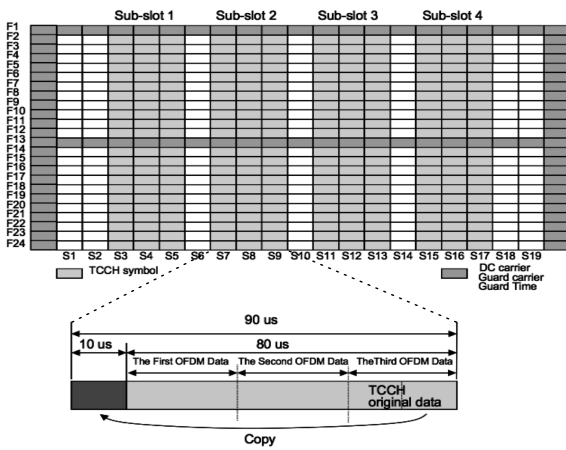 Sub-slot 1 Sub-slot 2 Sub-slot 3 Sub-slot 4
F1
F2
F3
F4
F5
F6
F7
F8
F9
F10
F11
F12
F13
F14
F15
F16
F17
F18
F19
F20
F21
F22
F23
F24
S1 S2 S3 S4 S5 S6 S7 S8 S9 S10 S11 S12 S13 S14 S15 S16 S17 S18 S19
TCCH symbol
DC carrier
Guard carrier
Guard Time
90 us
10 us 80 us
The First OFDM Data The Second OFDM Data TheThird OFDM Data
TCCH
original data
Copy